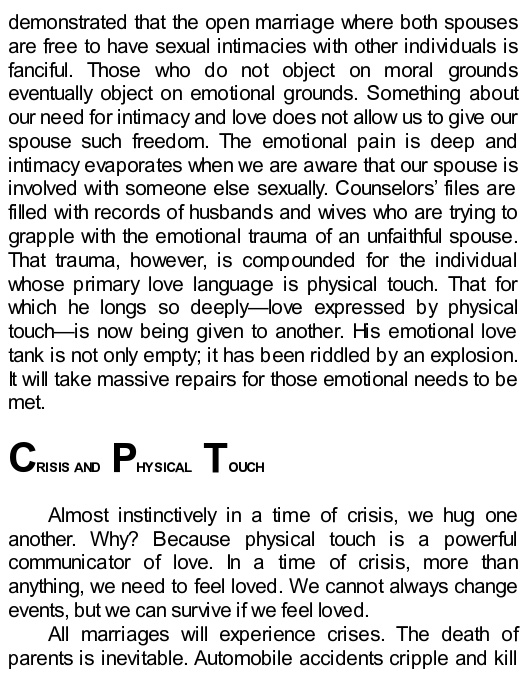 demonstrated that the open marriage where both spouses
are free to have sexual intimacies with other individuals is
fanciful. Those who do not object on moral grounds
eventually object on emotional grounds. Something about
our need for intimacy and love does not allow us to give our
spouse such freedom. The emotional pain is deep and
intimacy evaporates when we are aware that our spouse is
involved with someone else sexually. Counselors’ files are
filled with records of husbands and wives who are trying to
grapple with the emotional trauma of an unfaithful spouse.
That trauma, however, is compounded for the individual
whose primary love language is physical touch. That for
which he longs so deeply—love expressed by physical
touch—is now being given to another. His emotional love
tank is not only empty; it has been riddled by an explosion.
It will take massive repairs for those emotional needs to be
met.
CRISIS AND PHYSICAL TOUCH
Almost instinctively in a time of crisis, we hug one
another. Why? Because physical touch is a powerful
communicator of love. In a time of crisis, more than
anything, we need to feel loved. We cannot always change
events, but we can survive if we feel loved.
All marriages will experience crises. The death of
parents is inevitable. Automobile accidents cripple and kill